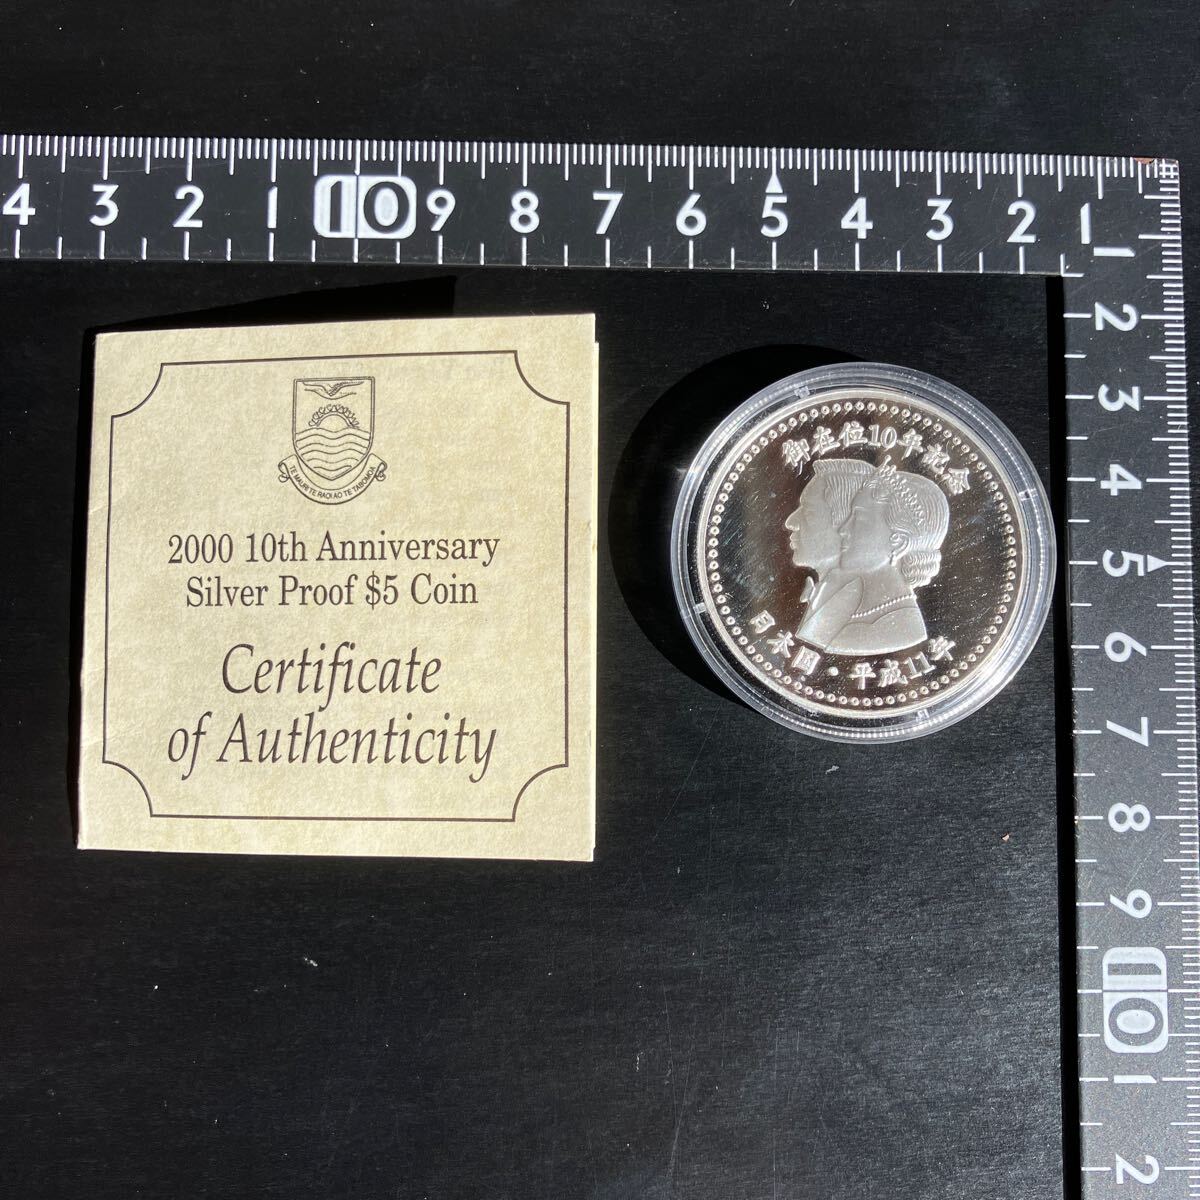 4 3 2 1 10 9 8 7 6 5 4 3 2 1
1
2
3
4
5
6
7
8
9
10
1
2
TE MAURI TE RAOI AO TE TABOMOA
2000 10th Anniversary
Silver Proof $5 Coin
Certificate
of Authenticity
御在位10年記念
日本国・平成11年